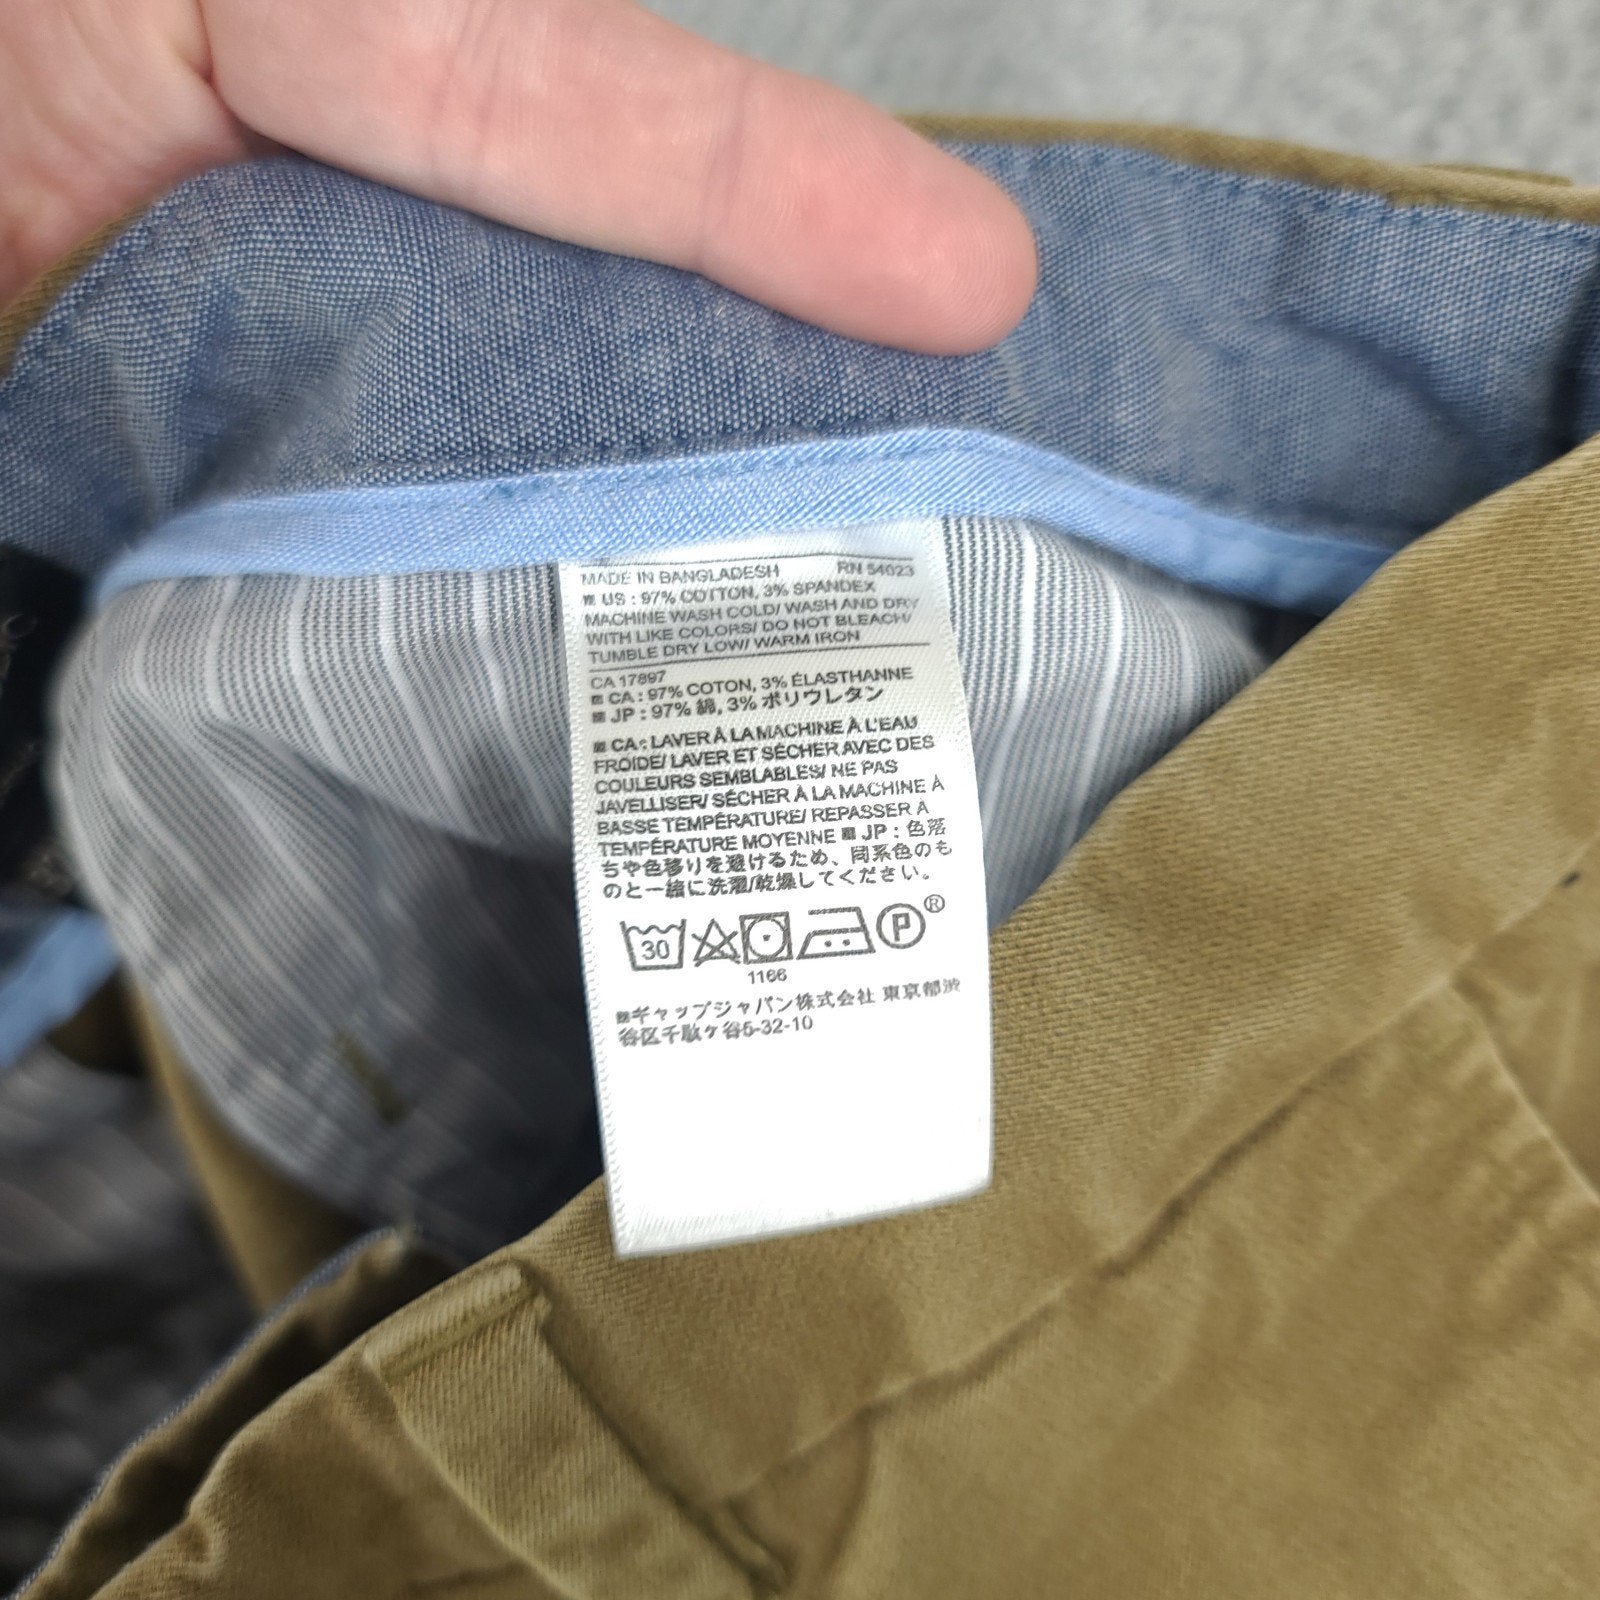 MADE IN BANGLADESH RN 54023
US : 97% COTTON, 3% SPANDEX
MACHINE WASH COLD/ WASH AND DRY
WITH LIKE COLORS/ DO NOT BLEACH/
TUMBLE DRY LOW/ WARM IRON
CA 17897
CA : 97% COTON, 3% ÉLASTHANNE
JP : 97% 綿, 3% ポリウレタン
CA : LAVER À LA MACHINE À L'EAU
FROIDE/ LAVER ET SÉCHER AVEC DES
COULEURS SEMBLABLES/ NE PAS
JAVELLISER/ SÉCHER À LA MACHINE À
BASSE TEMPÉRATURE/ REPASSER À
TEMPÉRATURE MOYENNE JP : 色落
ちや色移りを避けるため、同系色のも
のと一緒に洗濯/乾燥してください。
30 P ®
1166
ギャップジャパン株式会社 東京都渋
谷区千駄ヶ谷5-32-10